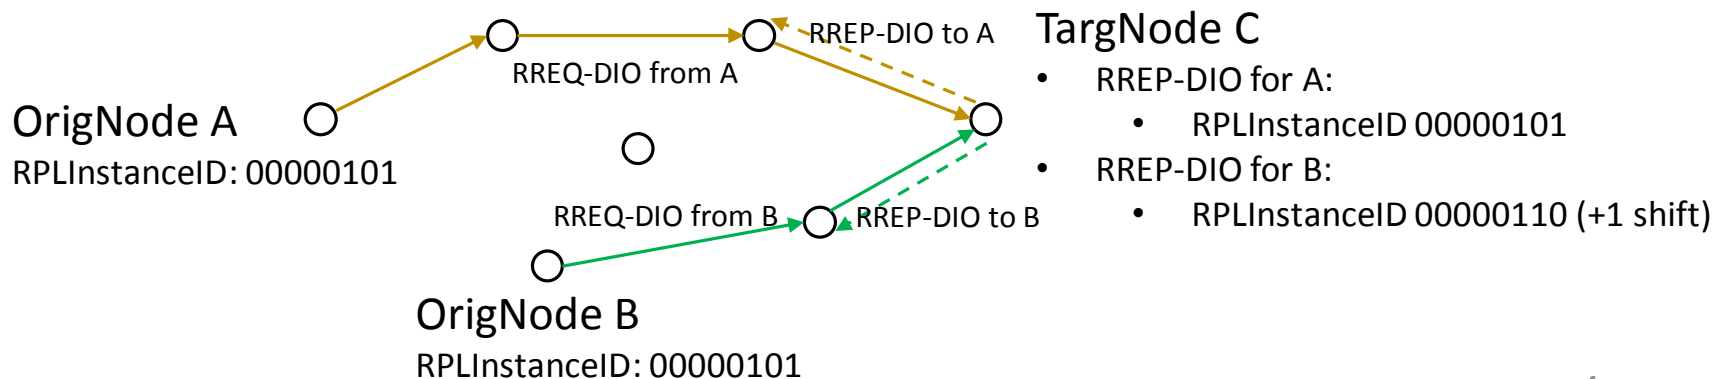 RREP-DIO to A
TargNode C
RREQ-DIO from A
• RREP-DIO for A:
OrigNode A
• RPLInstanceID 00000101
RPLInstanceID: 00000101
• RREP-DIO for B:
RREQ-DIO from B
RREP-DIO to B
• RPLInstanceID 00000110 (+1 shift)
OrigNode B
RPLInstanceID: 00000101